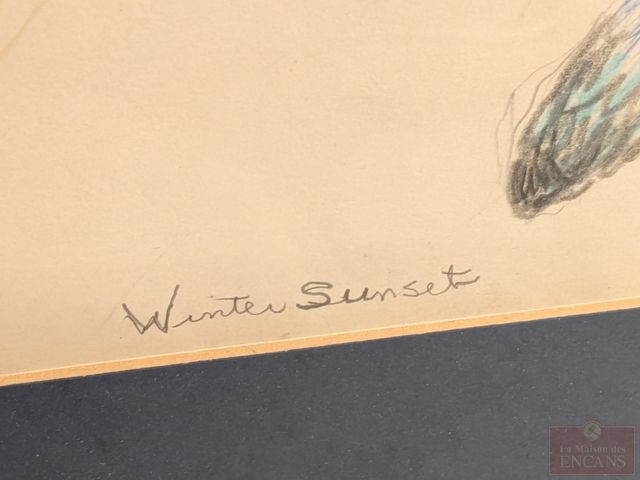 Winter Sunset
La Maison des
ENCANS